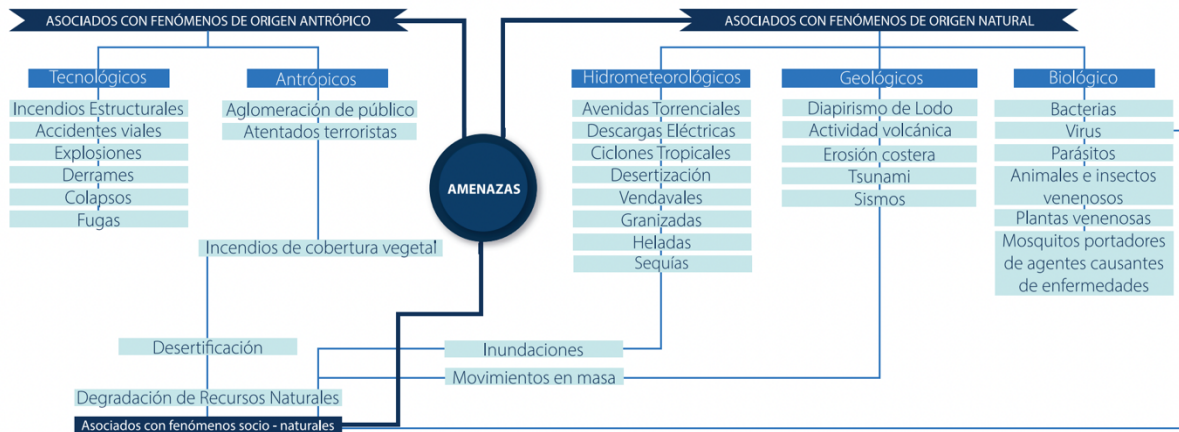 ASOCIADOS CON FENÓMENOS DE ORIGEN ANTRÓPICO
Tecnológicos
Incendios Estructurales
Accidentes viales
Explosiones
Derrames
Colapsos
Fugas
Antrópicos
Aglomeración de público
Atentados terroristas
Incendios de cobertura vegetal
AMENAZAS
ASOCIADOS CON FENÓMENOS DE ORIGEN NATURAL
Hidrometeorológicos
Avenidas Torrenciales
Descargas Eléctricas
Ciclones Tropicales
Desertización
Vendavales
Granizadas
Heladas
Sequías
Geológicos
Diapirismo de Lodo
Actividad volcánica
Erosión costera
Tsunami
Sismos
Biológico
Bacterias
Virus
Parásitos
Animales e insectos
venenosos
Plantas venenosas
Mosquitos portadores
de agentes causantes
de enfermedades
Desertificación
Inundaciones
Movimientos en masa
Degradación de Recursos Naturales
Asociados con fenómenos socio - naturales